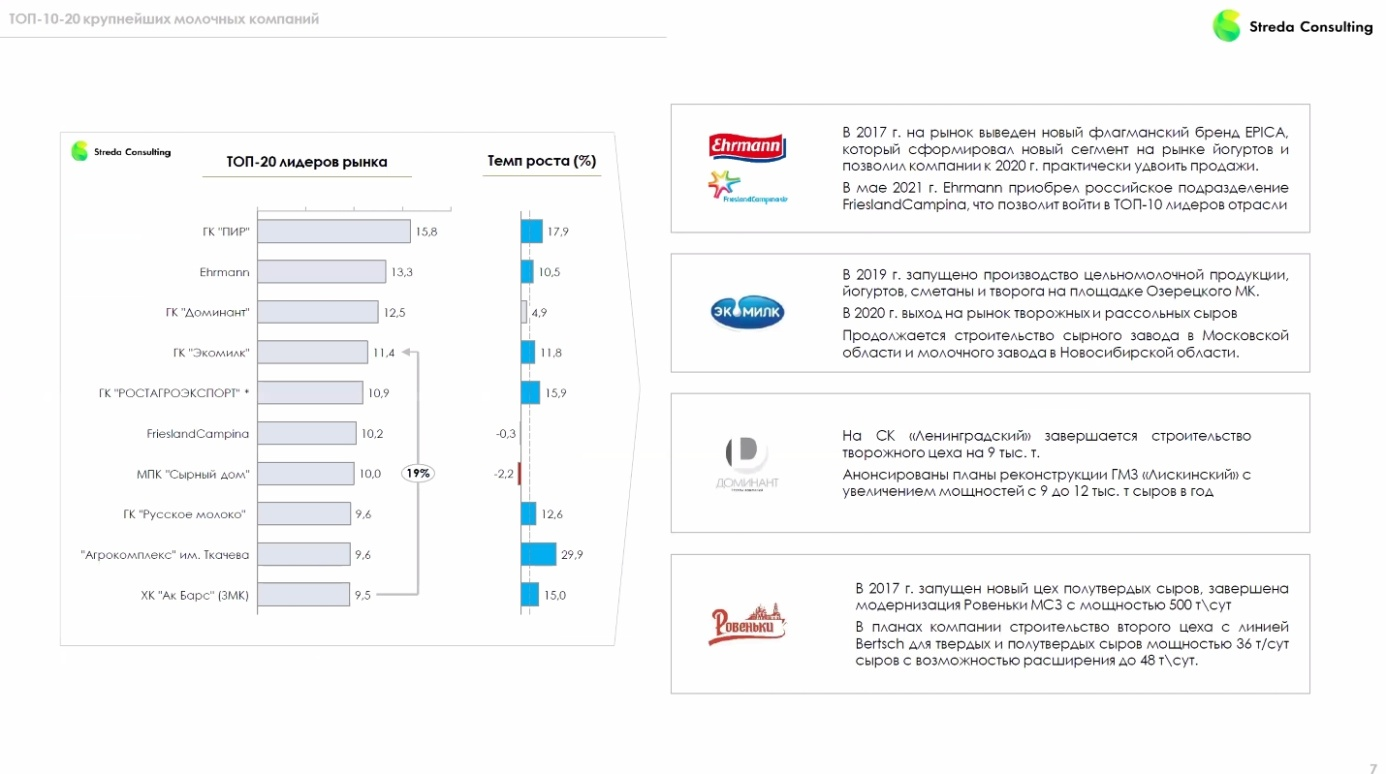 ТОП-10-20 крупнейших молочных компаний
Streda Consulting
Streda Consulting
ТОП-20 лидеров рынка
Темп роста (%)
ГК "ПИР" 15,8 17,9
Ehrmann 13,3 10,5
ГК "Доминант" 12,5 4,9
ГК "Экомилк" 11,4 11,8
ГК "РОСТАГРОЭКСПОРТ" * 10,9 15,9
FrieslandCampina 10,2 -0,3
МПК "Сырный дом" 10,0 19% -2,2
ГК "Русское молоко" 9,6 12,6
"Агрокомплекс" им. Ткачева 9,6 29,9
ХК "Ак Барс" (ЗМК) 9,5 15,0
Ehrmann
FrieslandCampina
В 2017 г. на рынок выведен новый флагманский бренд EPICA,
который сформировал новый сегмент на рынке йогуртов и
позволил компании к 2020 г. практически удвоить продажи.
В мае 2021 г. Ehrmann приобрел российское подразделение
FrieslandCampina, что позволит войти в ТОП-10 лидеров отрасли
ЭКОМИЛК
В 2019 г. запущено производство цельномолочной продукции,
йогуртов, сметаны и творога на площадке Озерецкого МК.
В 2020 г. выход на рынок творожных и рассольных сыров
Продолжается строительство сырного завода в Московской
области и молочного завода в Новосибирской области.
ДОМИНАНТ
На СК «Ленинградский» завершается строительство
творожного цеха на 9 тыс. т.
Анонсированы планы реконструкции ГМЗ «Лискинский» с
увеличением мощностей с 9 до 12 тыс. т сыров в год
Ровеньки
В 2017 г. запущен новый цех полутвердых сыров, завершена
модернизация Ровеньки МСЗ с мощностью 500 т\сут
В планах компании строительство второго цеха с линией
Bertsch для твердых и полутвердых сыров мощностью 36 т/сут
сыров с возможностью расширения до 48 т\сут.
7